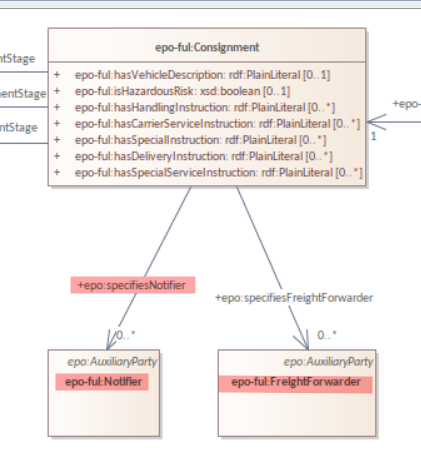 ntStage
nentStage
ntStage
epo-ful:Consignment
+ epo-ful:hasVehicleDescription: rdf:PlainLiteral [0..1]
+ epo-ful:isHazardousRisk: xsd:boolean [0..1]
+ epo-ful:hasHandlingInstruction: rdf:PlainLiteral [0..*]
+ epo-ful:hasCarrierServiceInstruction: rdf:PlainLiteral [0..*]
+ epo-ful:hasSpecialInstruction: rdf:PlainLiteral [0..*]
+ epo-ful:hasDeliveryInstruction: rdf:PlainLiteral [0..*]
+ epo-ful:hasSpecialServiceInstruction: rdf:PlainLiteral [0..*]
+epo-
1
+epo:specifiesNotifier
+epo:specifiesFreightForwarder
0..*
0..*
epo:AuxiliaryParty
epo-ful:Notifier
epo:AuxiliaryParty
epo-ful:FreightForwarder